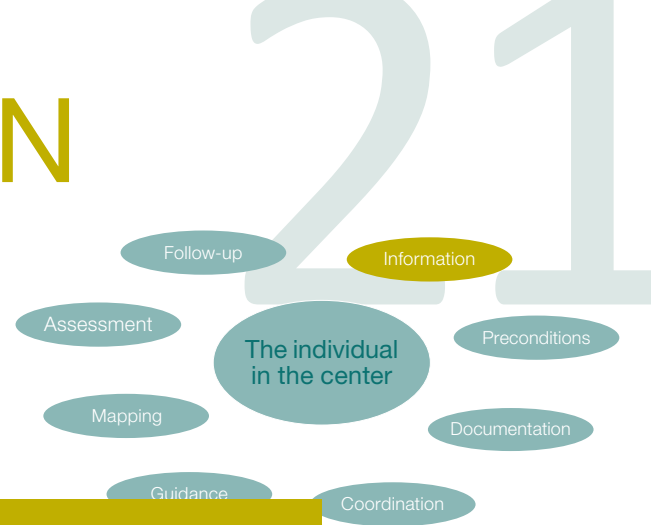 21
N
Follow-up
Information
Assessment
Preconditions
The individual
in the center
Mapping
Documentation
Guidance
Coordination